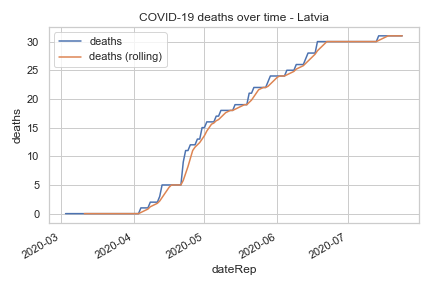 COVID-19 deaths over time - Latvia
deaths
deaths (rolling)
30
25
20
15
10
5
0
deaths
2020-03
2020-04
2020-05
2020-06
2020-07
dateRep